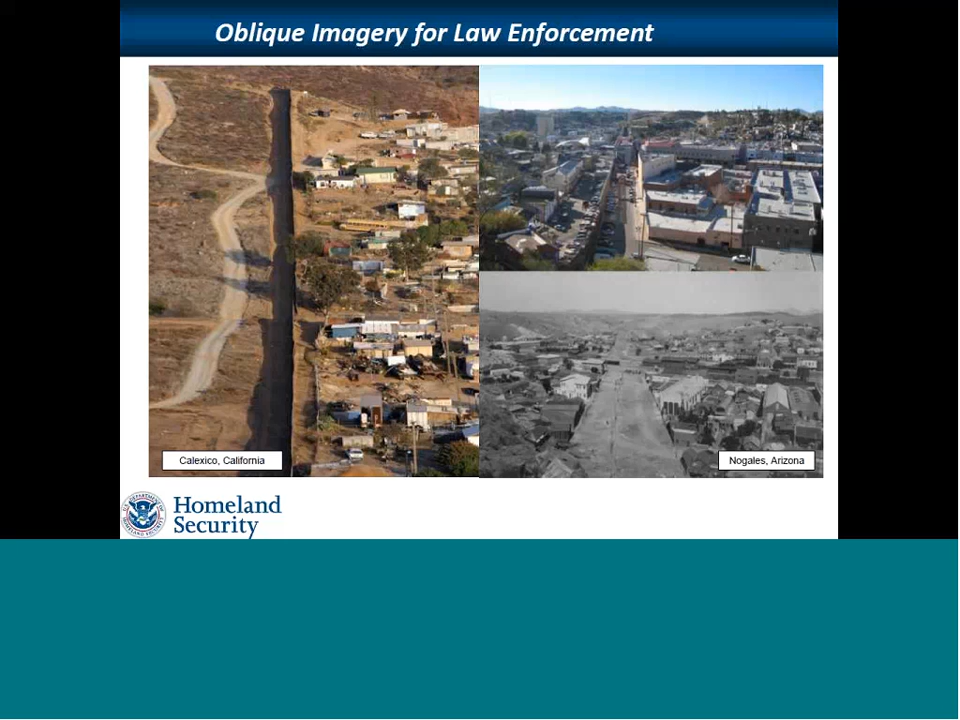 Oblique Imagery for Law Enforcement
Calexico, California
Nogales, Arizona
Homeland
Security